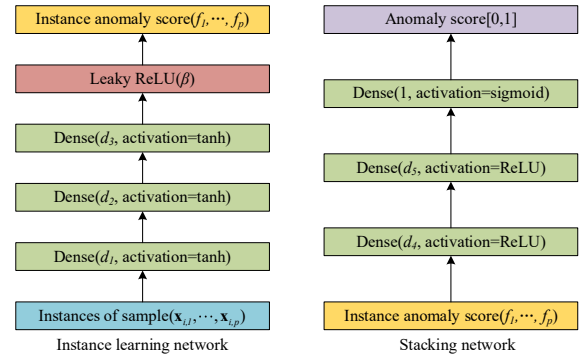 Instance anomaly score(f₁,⋯, fₚ)
Leaky ReLU(β)
Dense(d₃, activation=tanh)
Dense(d₂, activation=tanh)
Dense(d₁, activation=tanh)
Instances of sample(xᵢ,₁,⋯, xᵢ,ₚ)
Instance learning network
Anomaly score[0,1]
Dense(1, activation=sigmoid)
Dense(d₅, activation=ReLU)
Dense(d₄, activation=ReLU)
Instance anomaly score(f₁,⋯, fₚ)
Stacking network